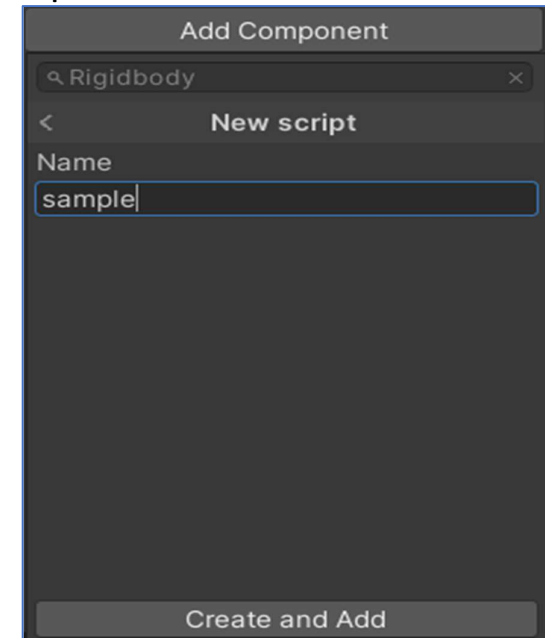 Add Component
Rigidbody
New script
Name
sample
Create and Add